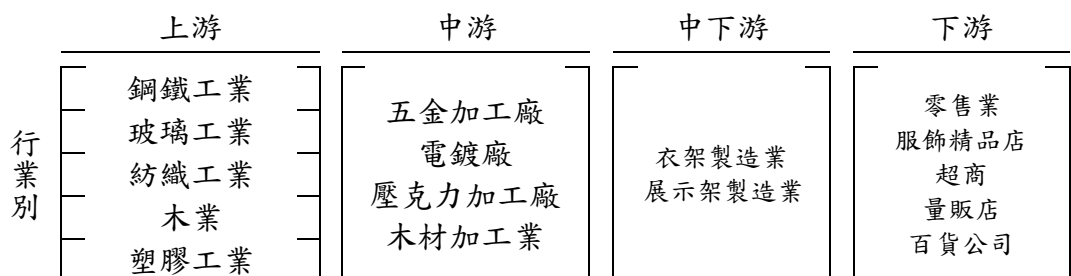 上游
中游
中下游
下游
行業別
鋼鐵工業
玻璃工業
紡織工業
木業
塑膠工業
五金加工廠
電鍍廠
壓克力加工廠
木材加工業
衣架製造業
展示架製造業
零售業
服飾精品店
超商
量販店
百貨公司